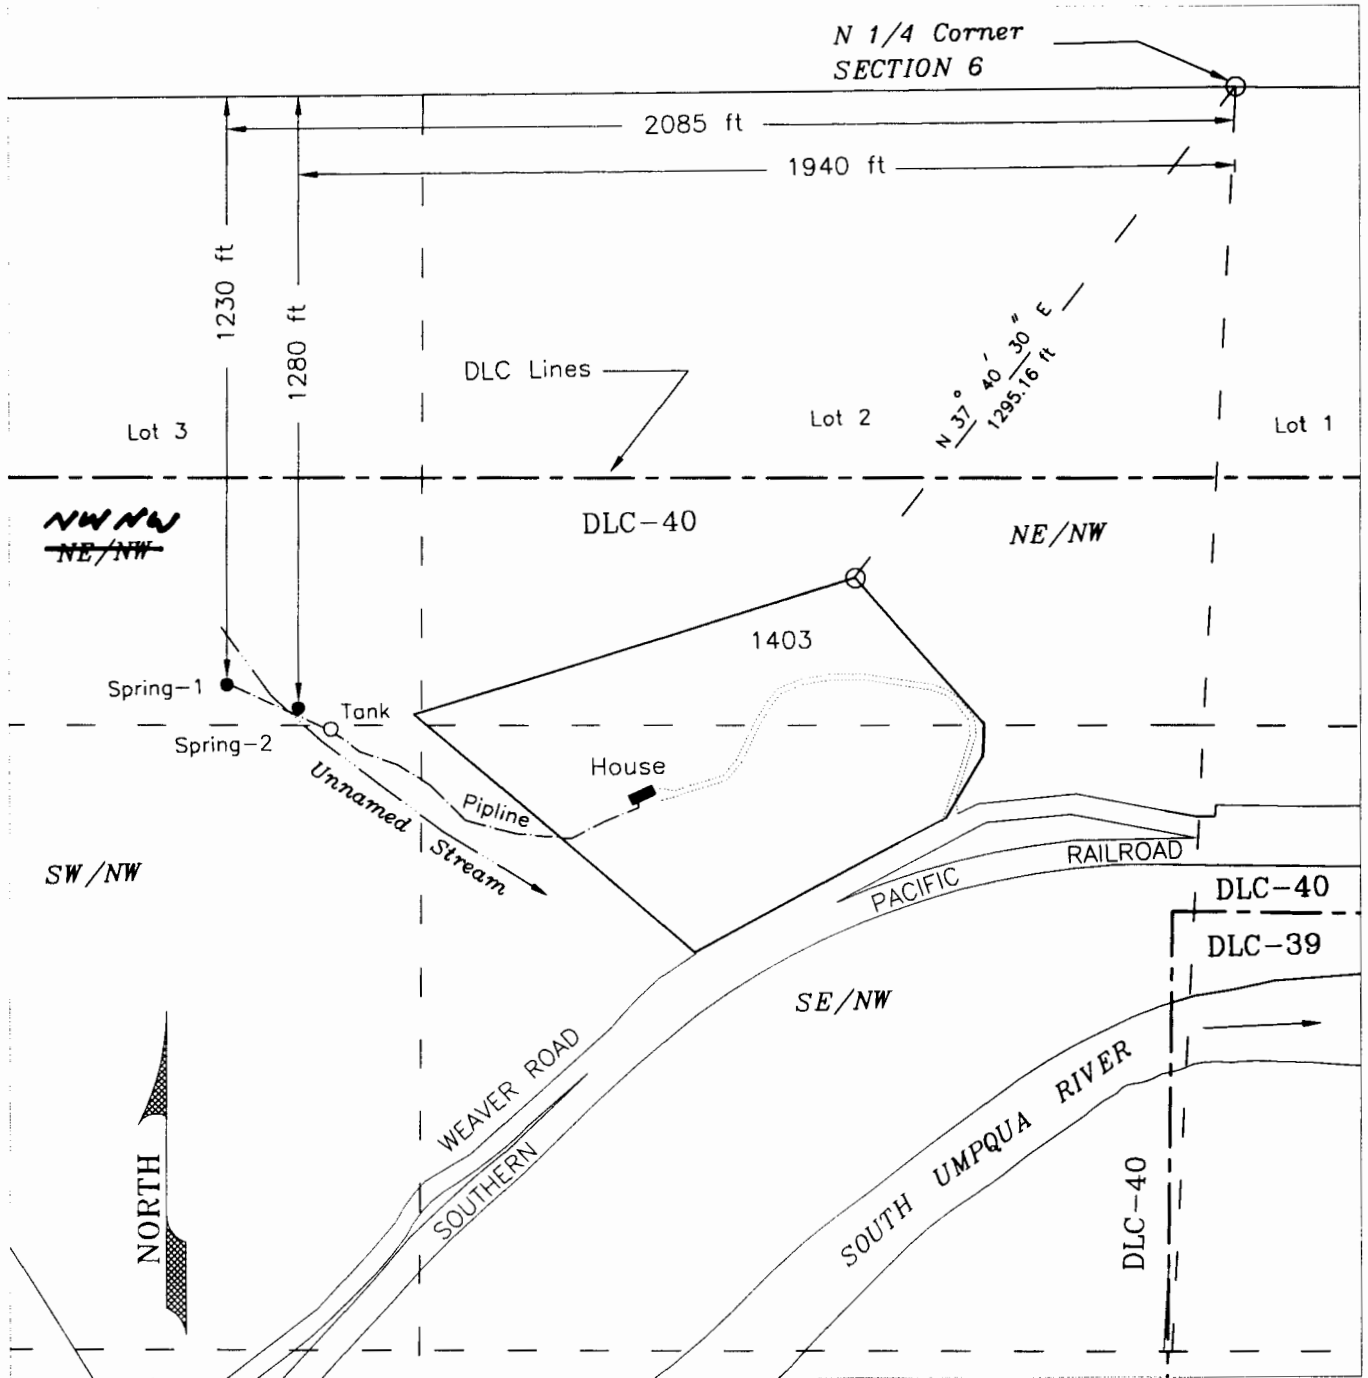 N 1/4 Corner
SECTION 6
2085 ft
1940 ft
1230 ft
1280 ft
N 37° 40' 30" E
1295.16 ft
DLC Lines
Lot 3
Lot 2
Lot 1
NW NW
NE/NW
DLC-40
NE/NW
1403
Spring-1
Tank
Spring-2
House
Unnamed Stream
Pipline
SW/NW
PACIFIC
RAILROAD
DLC-40
DLC-39
SE/NW
WEAVER ROAD
SOUTHERN
SOUTH UMPQUA RIVER
DLC-40
NORTH